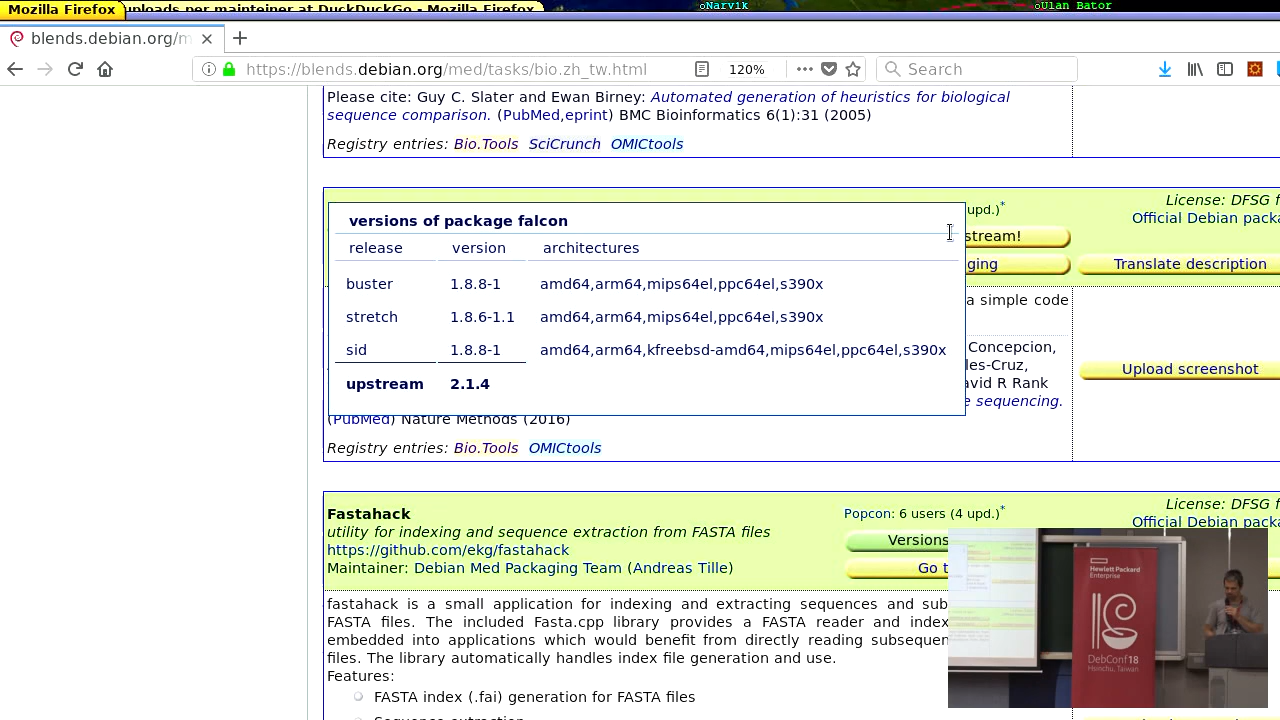 Mozilla Firefox
uploads per mainteiner at DuckDuckGo - Mozilla Firefox
Narvik
Ulan Bator
blends.debian.org/m
https://blends.debian.org/med/tasks/bio.zh_tw.html
120%
Search
Please cite: Guy C. Slater and Ewan Birney: Automated generation of heuristics for biological
sequence comparison. (PubMed,eprint) BMC Bioinformatics 6(1):31 (2005)
Registry entries: Bio.Tools SciCrunch OMICtools
versions of package falcon
release version architectures
buster 1.8.8-1 amd64,arm64,mips64el,ppc64el,s390x
stretch 1.8.6-1.1 amd64,arm64,mips64el,ppc64el,s390x
sid 1.8.8-1 amd64,arm64,kfreebsd-amd64,mips64el,ppc64el,s390x
upstream 2.1.4
upd.)*
License: DFSG f
Official Debian packa
stream!
ging
Translate description
a simple code
Concepcion,
les-Cruz,
avid R Rank
e sequencing.
Upload screenshot
(PubMed) Nature Methods (2016)
Registry entries: Bio.Tools OMICtools
Fastahack
utility for indexing and sequence extraction from FASTA files
https://github.com/ekg/fastahack
Maintainer: Debian Med Packaging Team (Andreas Tille)
Popcon: 6 users (4 upd.)*
Versions
Go t
License: DFSG f
Official Debian packa
fastahack is a small application for indexing and extracting sequences and sub
FASTA files. The included Fasta.cpp library provides a FASTA reader and index
embedded into applications which would benefit from directly reading subsequen
files. The library automatically handles index file generation and use.
Features:
FASTA index (.fai) generation for FASTA files
Sequence extraction
Hewlett Packard
Enterprise
DebConf18
Hsinchu, Taiwan